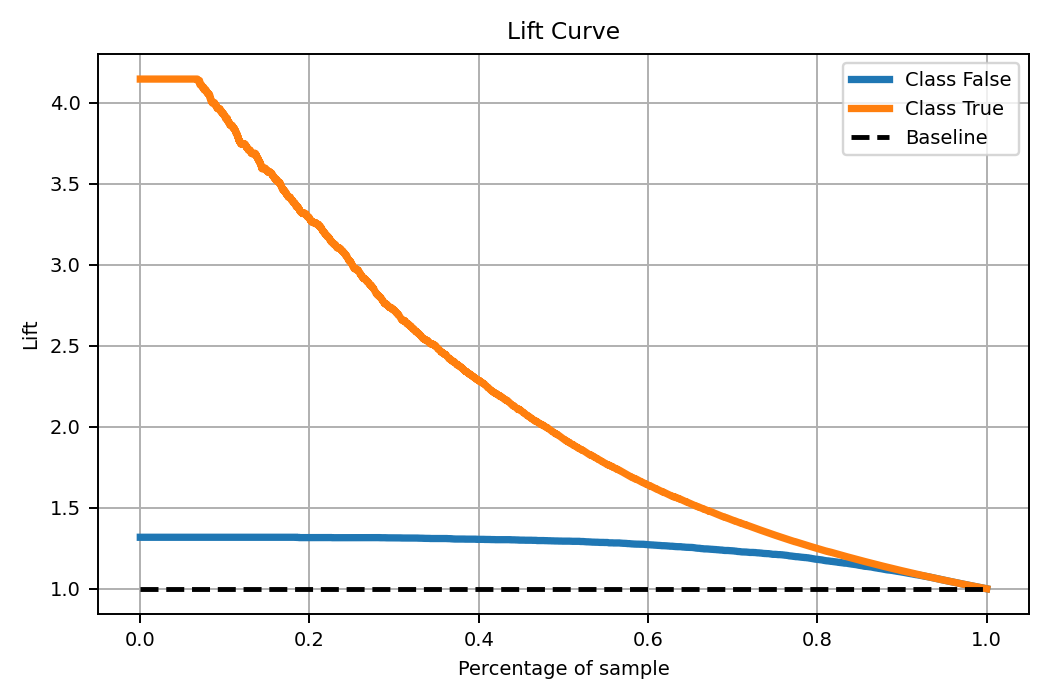 Lift Curve
Class False
Class True
Baseline
Lift
4.0
3.5
3.0
2.5
2.0
1.5
1.0
0.0 0.2 0.4 0.6 0.8 1.0
Percentage of sample